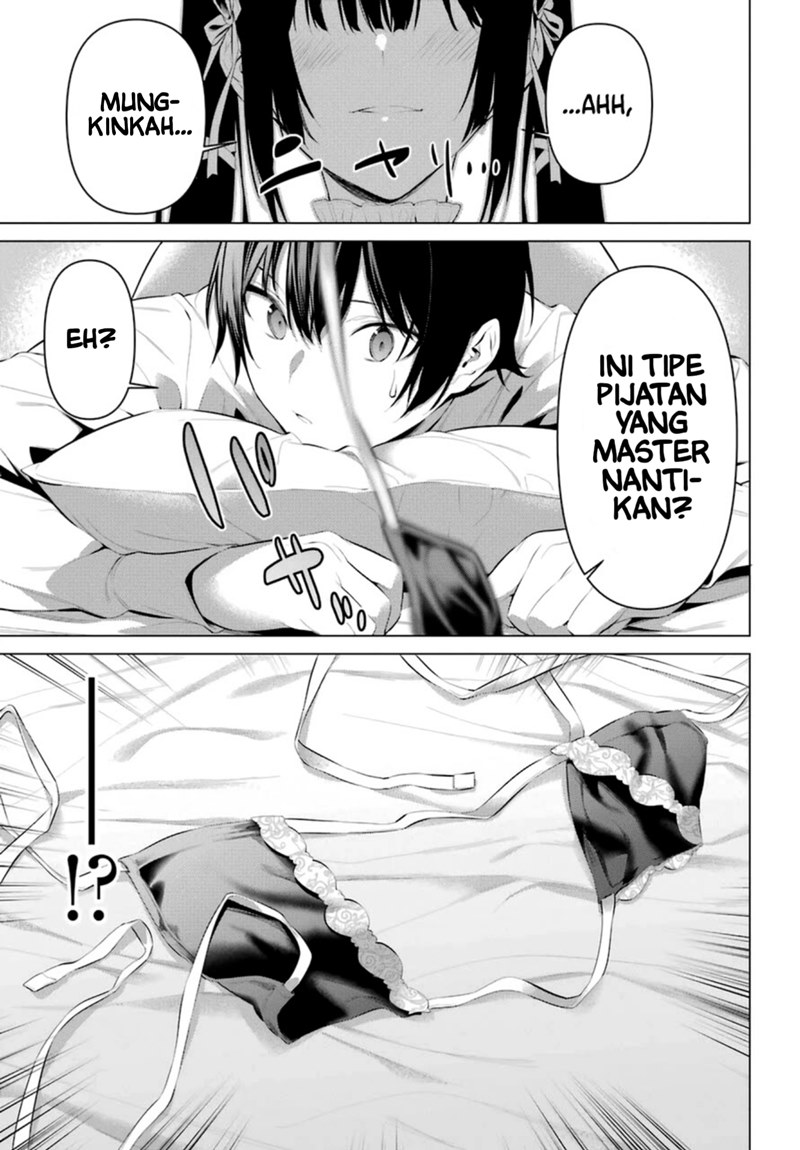 ...AHH,
MUNG-
KINKAH...
ニヤリ...
INI TIPE
PIJATAN
YANG
MASTER
NANTI-
KAN?
EH?
!?